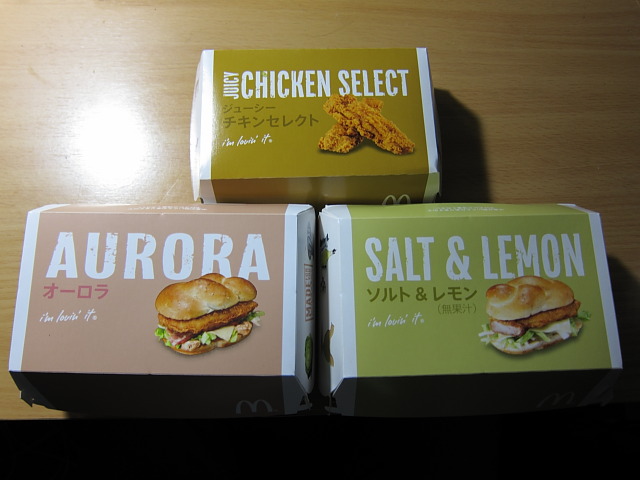 JUICY
CHICKEN SELECT
ジューシー
チキンセレクト
i'm lovin' it®
AURORA
オーロラ
i'm lovin' it®
SALT & LEMON
ソルト&レモン
(無果汁)
i'm lovin' it®
MADE